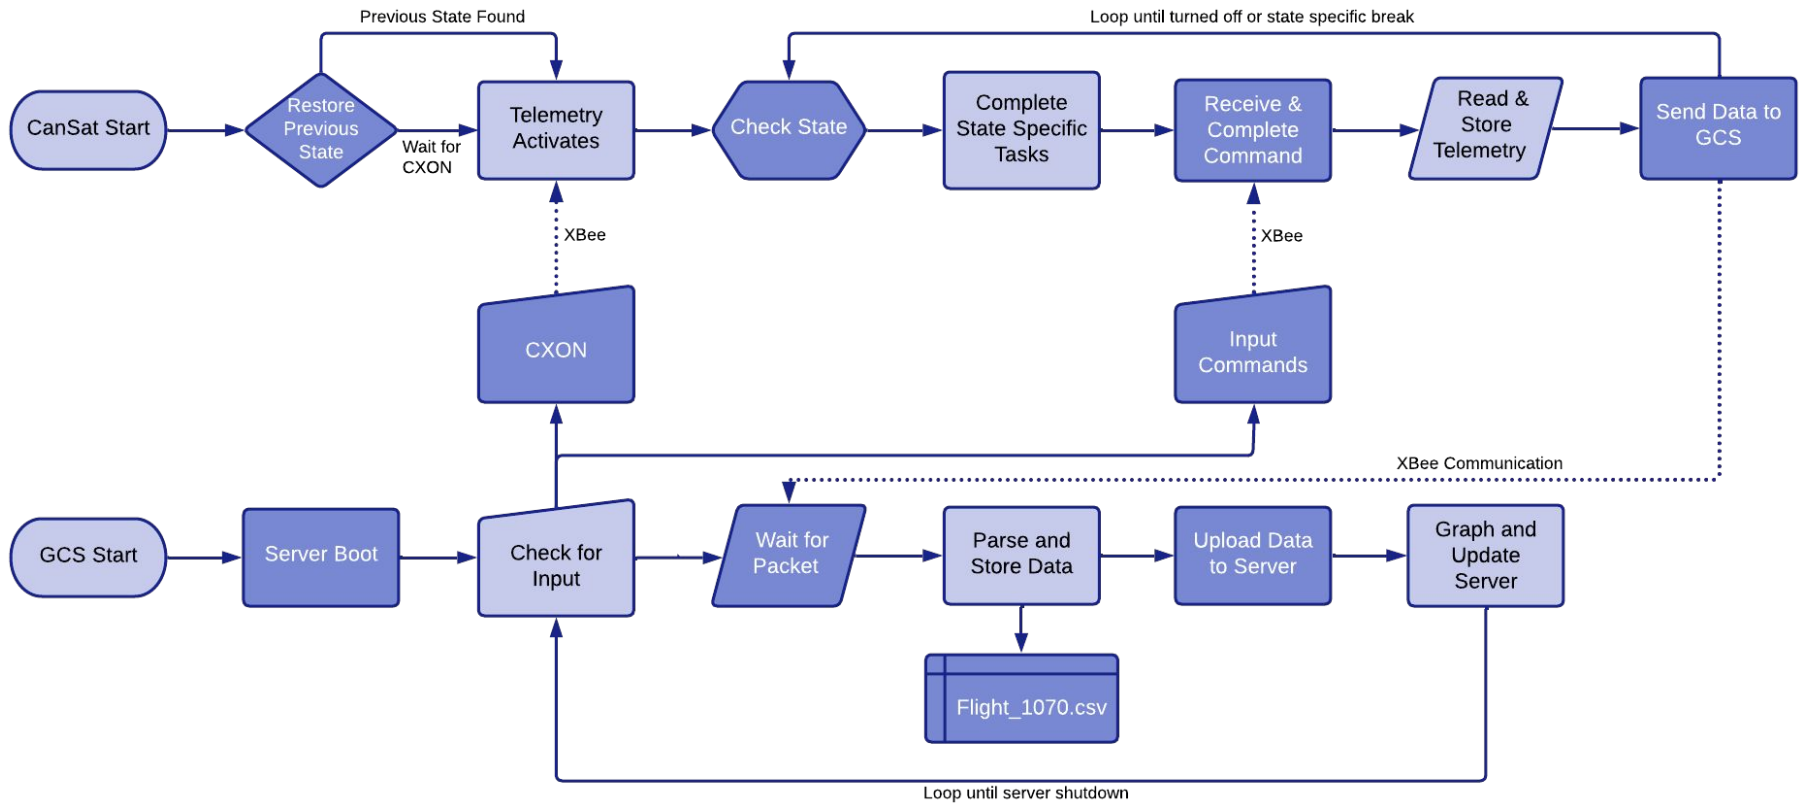 Previous State Found
Loop until turned off or state specific break
CanSat Start
Restore
Previous
State
Wait for
CXON
Telemetry
Activates
Check State
Complete
State Specific
Tasks
Receive &
Complete
Command
Read &
Store
Telemetry
Send Data to
GCS
XBee
XBee
CXON
Input
Commands
XBee Communication
GCS Start
Server Boot
Check for
Input
Wait for
Packet
Parse and
Store Data
Upload Data
to Server
Graph and
Update
Server
Flight_1070.csv
Loop until server shutdown